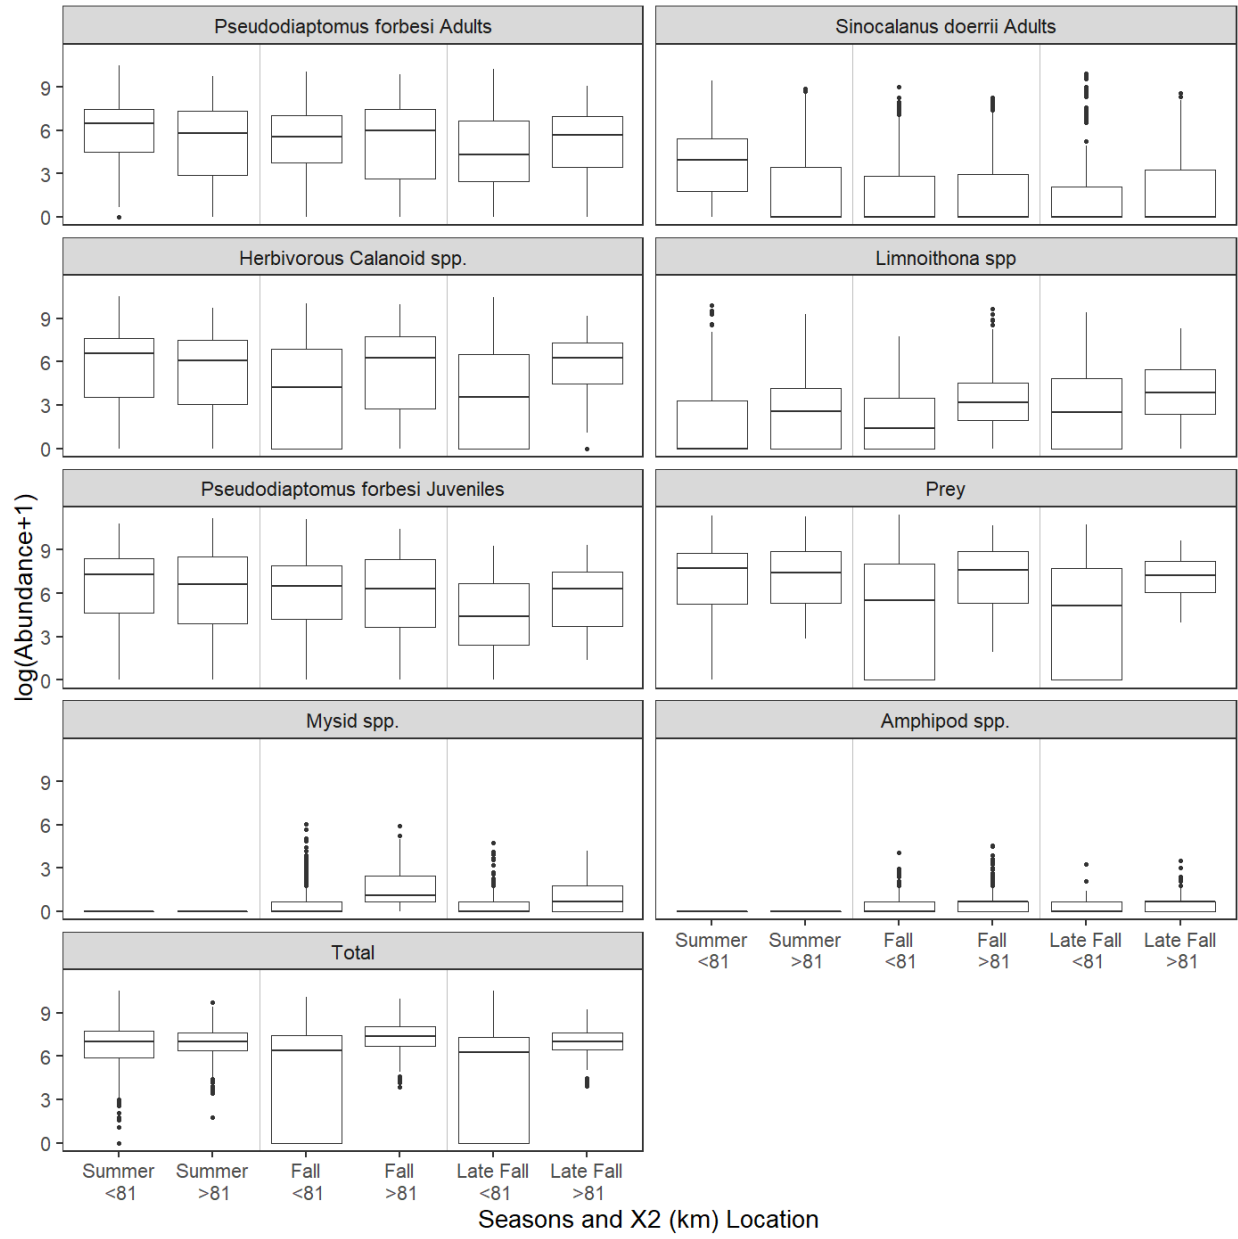 Pseudodiaptomus forbesi Adults
Sinocalanus doerrii Adults
9
6
3
0
Herbivorous Calanoid spp.
Limnoithona spp
9
6
3
0
Pseudodiaptomus forbesi Juveniles
Prey
9
6
3
0
log(Abundance+1)
Mysid spp.
Amphipod spp.
9
6
3
0
Summer <81
Summer >81
Fall <81
Fall >81
Late Fall <81
Late Fall >81
Total
9
6
3
0
Summer <81
Summer >81
Fall <81
Fall >81
Late Fall <81
Late Fall >81
Seasons and X2 (km) Location